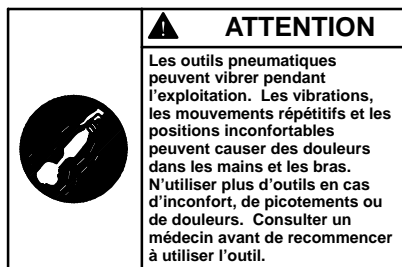 ATTENTION
Les outils pneumatiques
peuvent vibrer pendant
l'exploitation. Les vibrations,
les mouvements répétitifs et les
positions inconfortables
peuvent causer des douleurs
dans les mains et les bras.
N'utiliser plus d'outils en cas
d'inconfort, de picotements ou
de douleurs. Consulter un
médecin avant de recommencer
à utiliser l'outil.